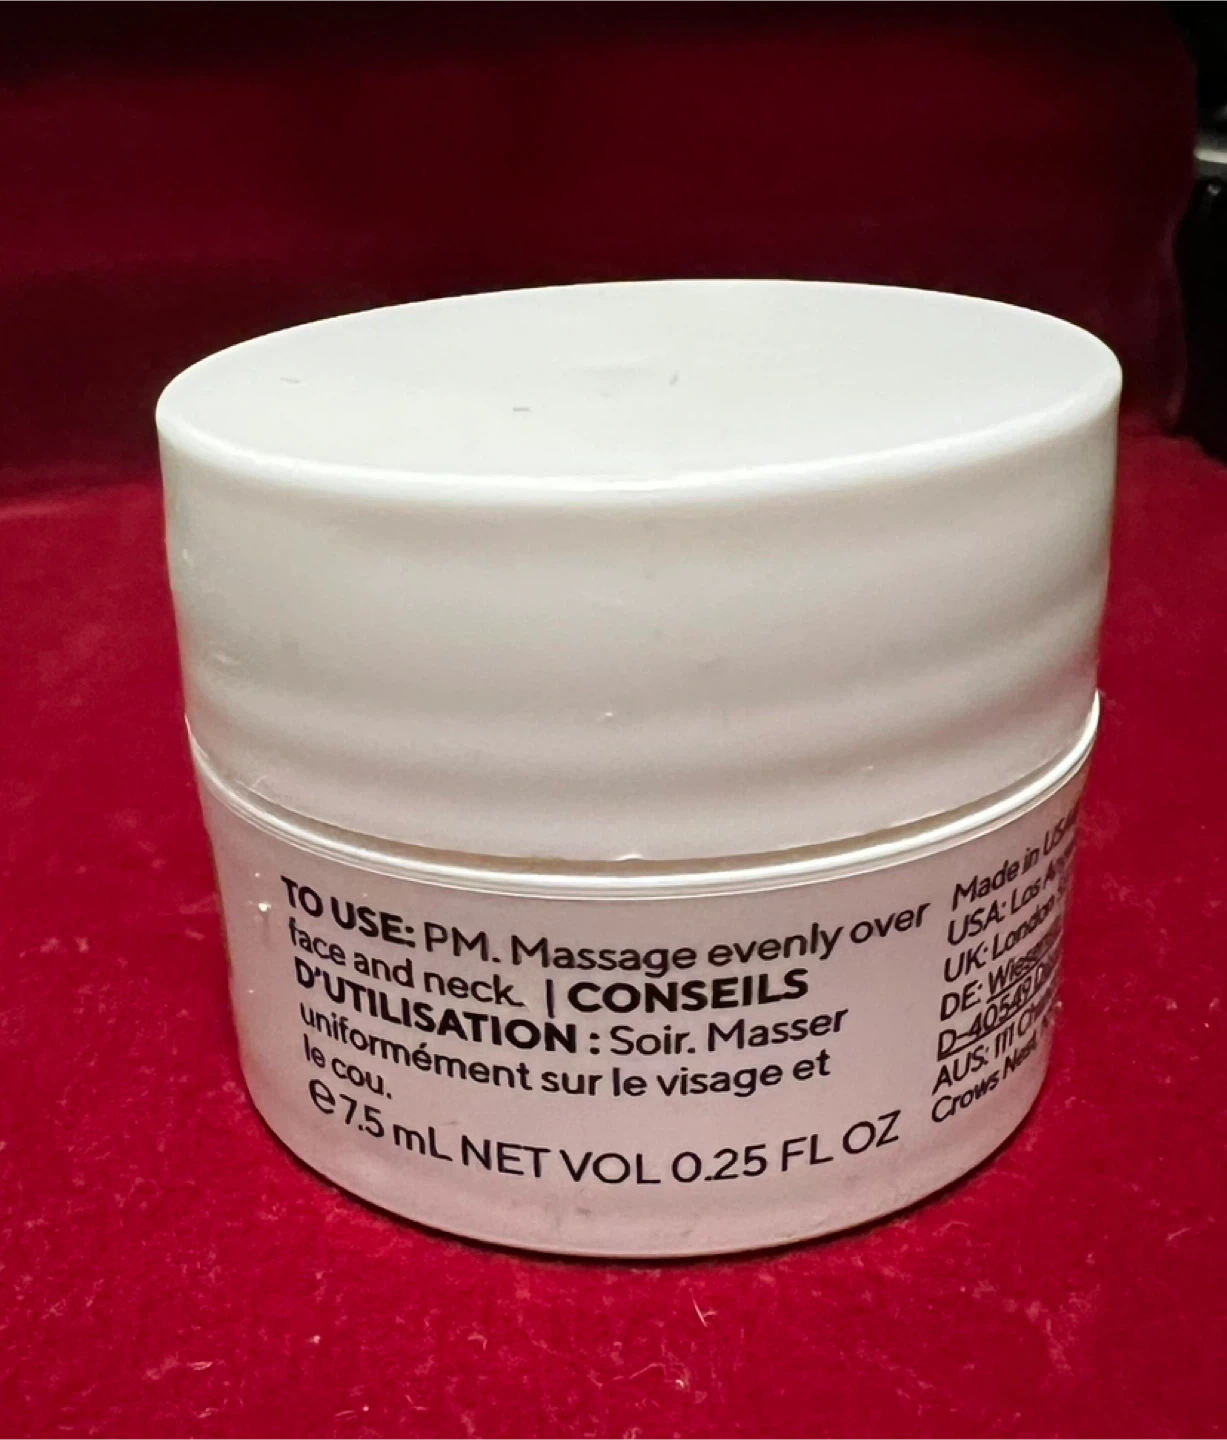 TO USE: PM. Massage evenly over
face and neck. | CONSEILS
D'UTILISATION : Soir. Masser
uniformément sur le visage et
le cou.
℮ 7.5 mL NET VOL 0.25 FL OZ
Made in USA
USA: Los
UK: London
DE:
D-40549
AUS: 111
Crows